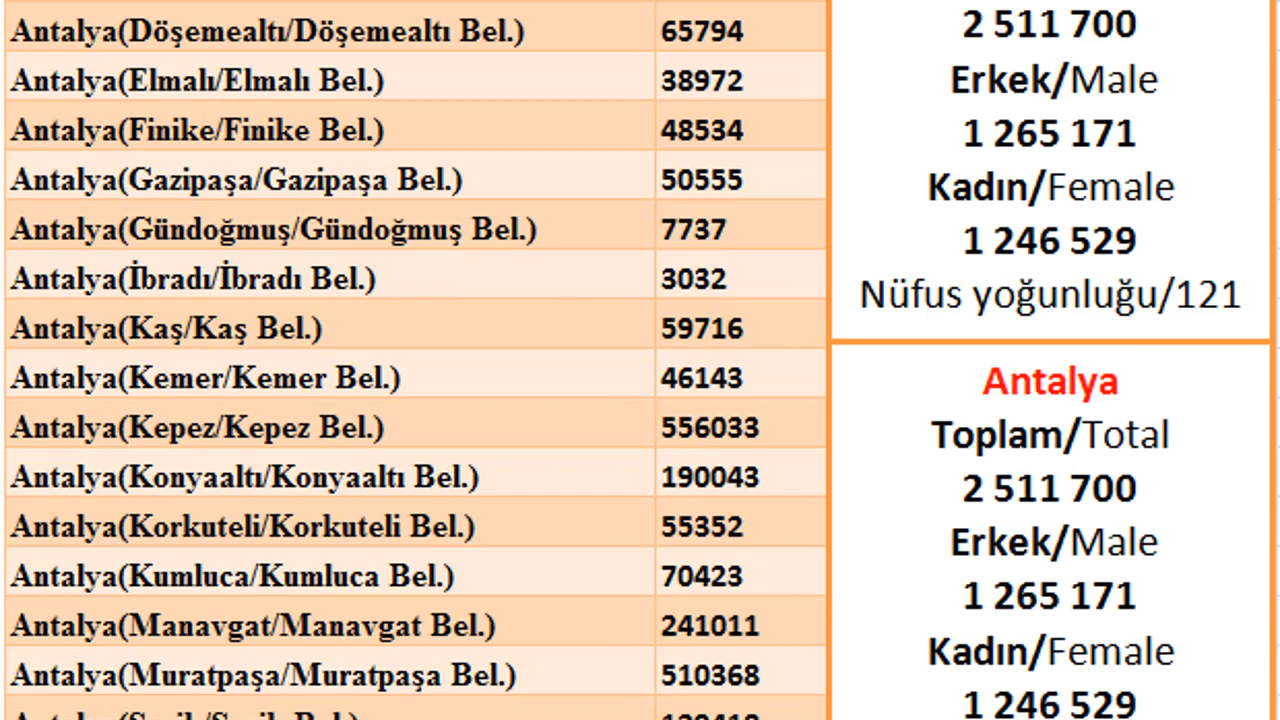 Antalya(Döşemealtı/Döşemealtı Bel.) 65794
Antalya(Elmalı/Elmalı Bel.) 38972
Antalya(Finike/Finike Bel.) 48534
Antalya(Gazipaşa/Gazipaşa Bel.) 50555
Antalya(Gündoğmuş/Gündoğmuş Bel.) 7737
Antalya(İbradı/İbradı Bel.) 3032
Antalya(Kaş/Kaş Bel.) 59716
Antalya(Kemer/Kemer Bel.) 46143
Antalya(Kepez/Kepez Bel.) 556033
Antalya(Konyaaltı/Konyaaltı Bel.) 190043
Antalya(Korkuteli/Korkuteli Bel.) 55352
Antalya(Kumluca/Kumluca Bel.) 70423
Antalya(Manavgat/Manavgat Bel.) 241011
Antalya(Muratpaşa/Muratpaşa Bel.) 510368
2 511 700
Erkek/Male
1 265 171
Kadın/Female
1 246 529
Nüfus yoğunluğu/121
Antalya
Toplam/Total
2 511 700
Erkek/Male
1 265 171
Kadın/Female
1 246 529